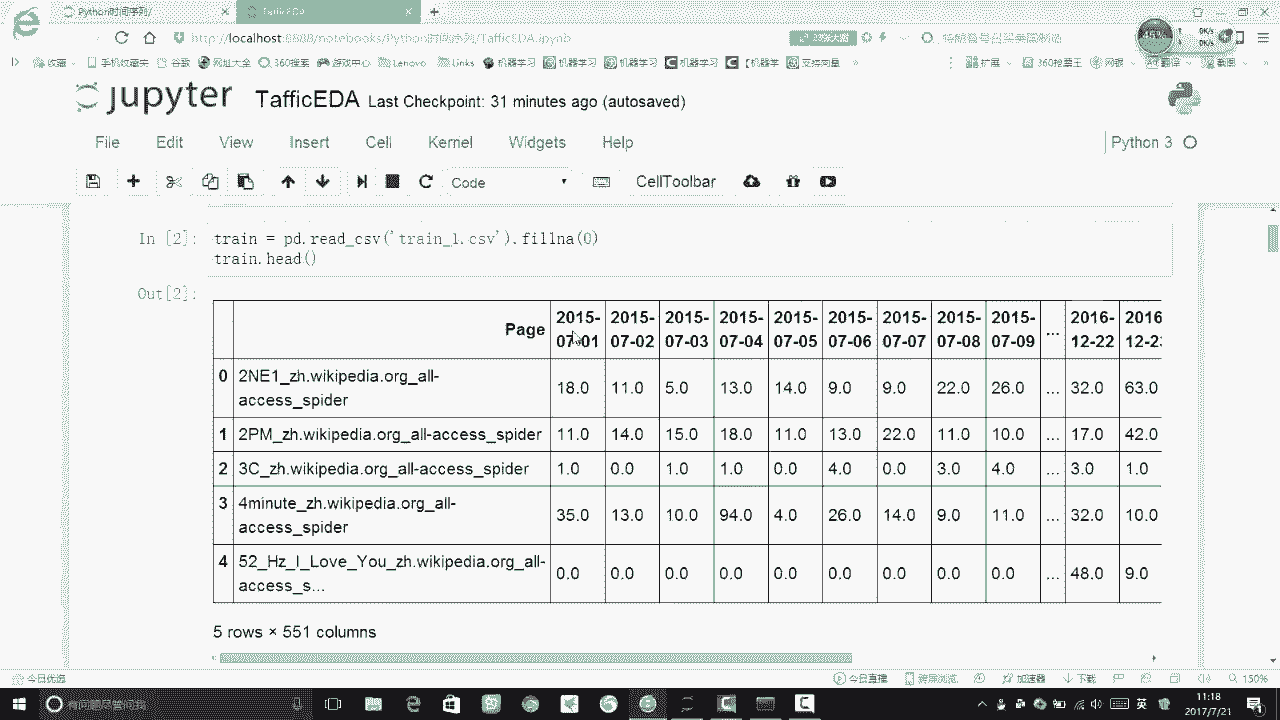 Python时间序列/
TafficEDA
http://localhost:8888/notebooks/Python时间序列/TafficEDA.ipynb
收藏 手机收藏夹 谷歌 网址大全 360搜索 游戏中心 Lenovo Links 机器学习 机器学习 机器学习 机器学习 【机器学 支持向量 扩展
jupyter TafficEDA Last Checkpoint: 31 minutes ago (autosaved)
File Edit View Insert Cell Kernel Widgets Help Python 3
Code CellToolbar
In [2]: train = pd.read_csv('train_1.csv').fillna(0)
train.head()
Out[2]:
Page 2015-07-01 2015-07-02 2015-07-03 2015-07-04 2015-07-05 2015-07-06 2015-07-07 2015-07-08 2015-07-09 ... 2016-12-22 2016 12-23
0 2NE1_zh.wikipedia.org_all-access_spider 18.0 11.0 5.0 13.0 14.0 9.0 9.0 22.0 26.0 ... 32.0 63.0
1 2PM_zh.wikipedia.org_all-access_spider 11.0 14.0 15.0 18.0 11.0 13.0 22.0 11.0 10.0 ... 17.0 42.0
2 3C_zh.wikipedia.org_all-access_spider 1.0 0.0 1.0 1.0 0.0 4.0 0.0 3.0 4.0 ... 3.0 1.0
3 4minute_zh.wikipedia.org_all-access_spider 35.0 13.0 10.0 94.0 4.0 26.0 14.0 9.0 11.0 ... 32.0 10.0
4 52_Hz_I_Love_You_zh.wikipedia.org_all-access_s... 0.0 0.0 0.0 0.0 0.0 0.0 0.0 0.0 0.0 ... 48.0 9.0
5 rows × 551 columns
今日优选 今日直播 跨屏浏览 加速器 下载 150%
英 11:18
2017/7/21